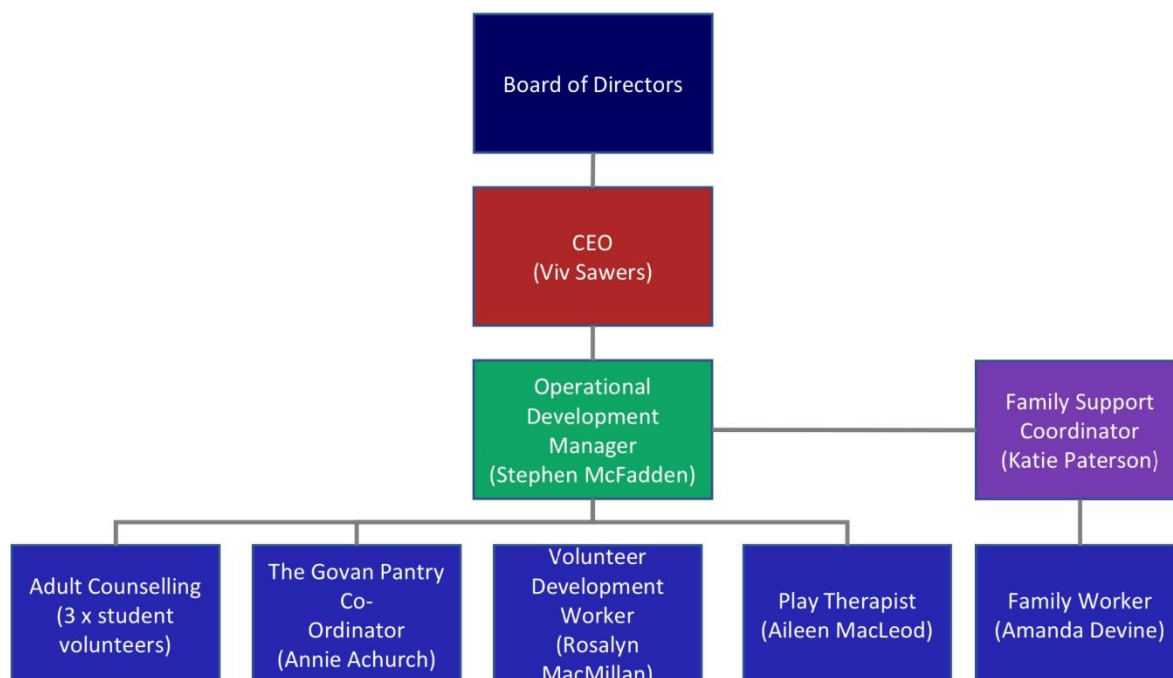 Board of Directors
CEO
(Viv Sawers)
Operational
Development
Manager
(Stephen McFadden)
Family Support
Coordinator
(Katie Paterson)
Adult Counselling
(3 x student
volunteers)
The Govan Pantry
Co-
Ordinator
(Annie Achurch)
Volunteer
Development
Worker
(Rosalyn
MacMillan)
Play Therapist
(Aileen MacLeod)
Family Worker
(Amanda Devine)